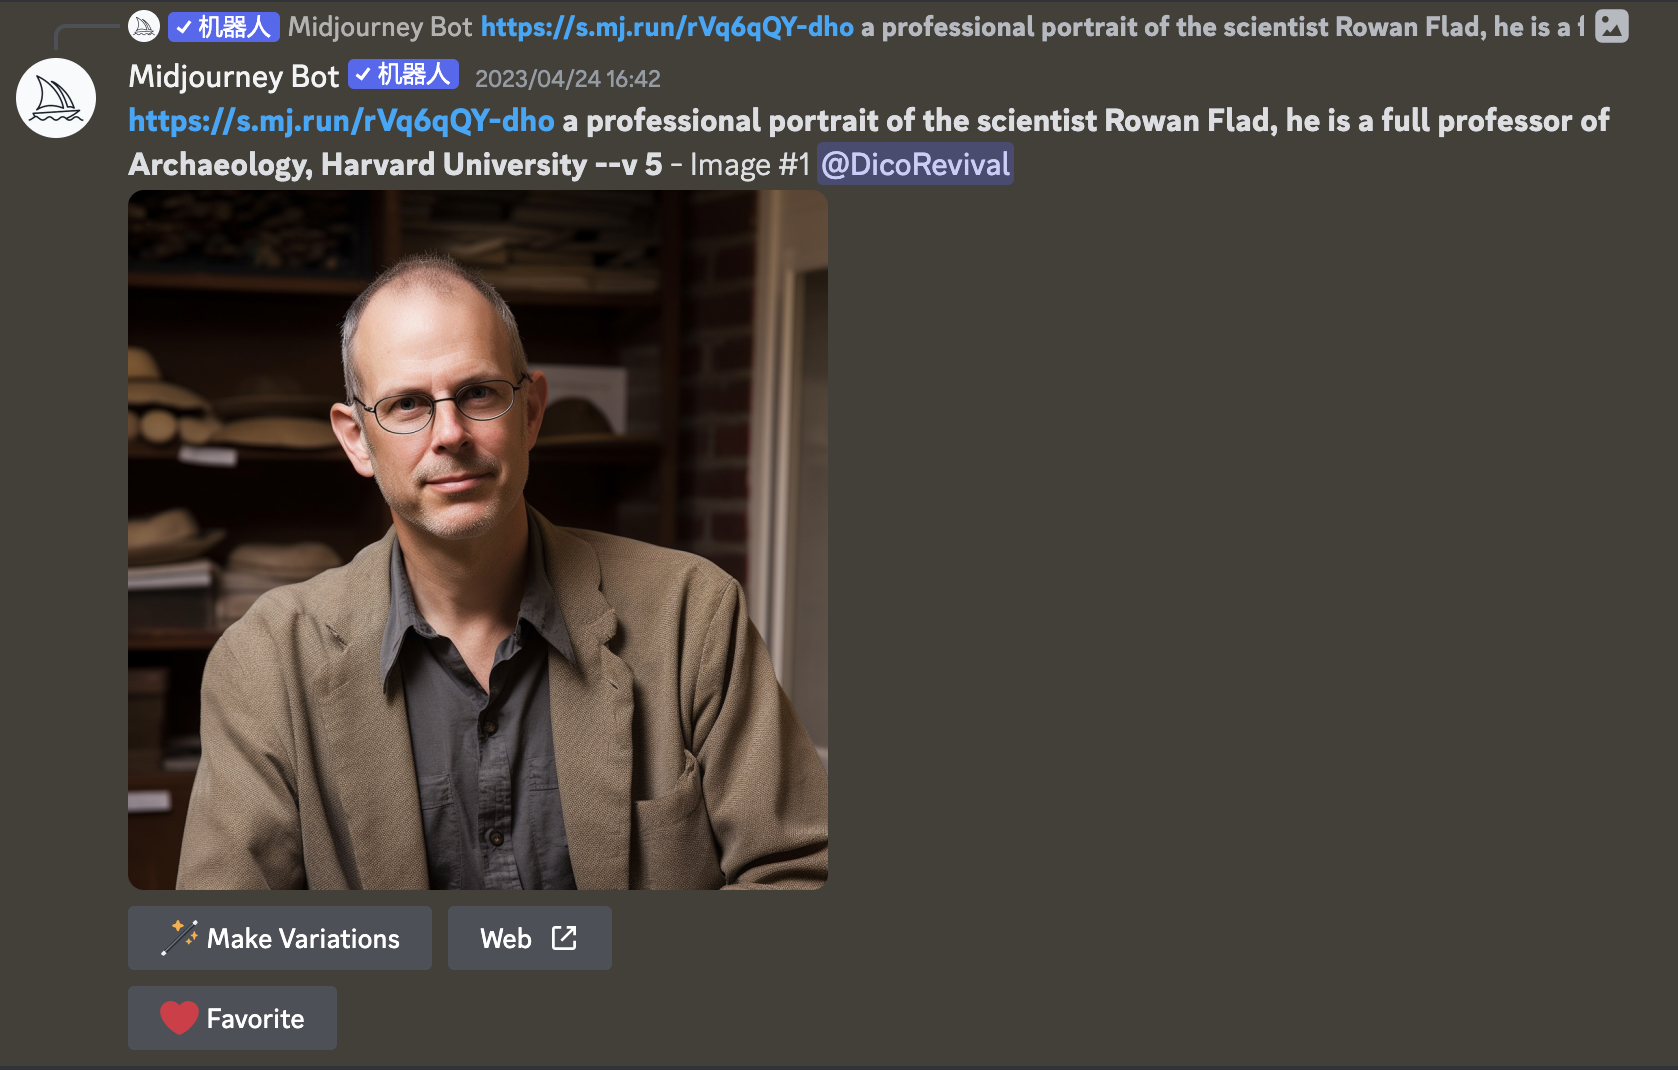 ✓ 机器人 Midjourney Bot https://s.mj.run/rVq6qQY-dho a professional portrait of the scientist Rowan Flad, he is a f
Midjourney Bot ✓ 机器人 2023/04/24 16:42
https://s.mj.run/rVq6qQY-dho a professional portrait of the scientist Rowan Flad, he is a full professor of
Archaeology, Harvard University --v 5 - Image #1 @DicoRevival
Make Variations Web
Favorite